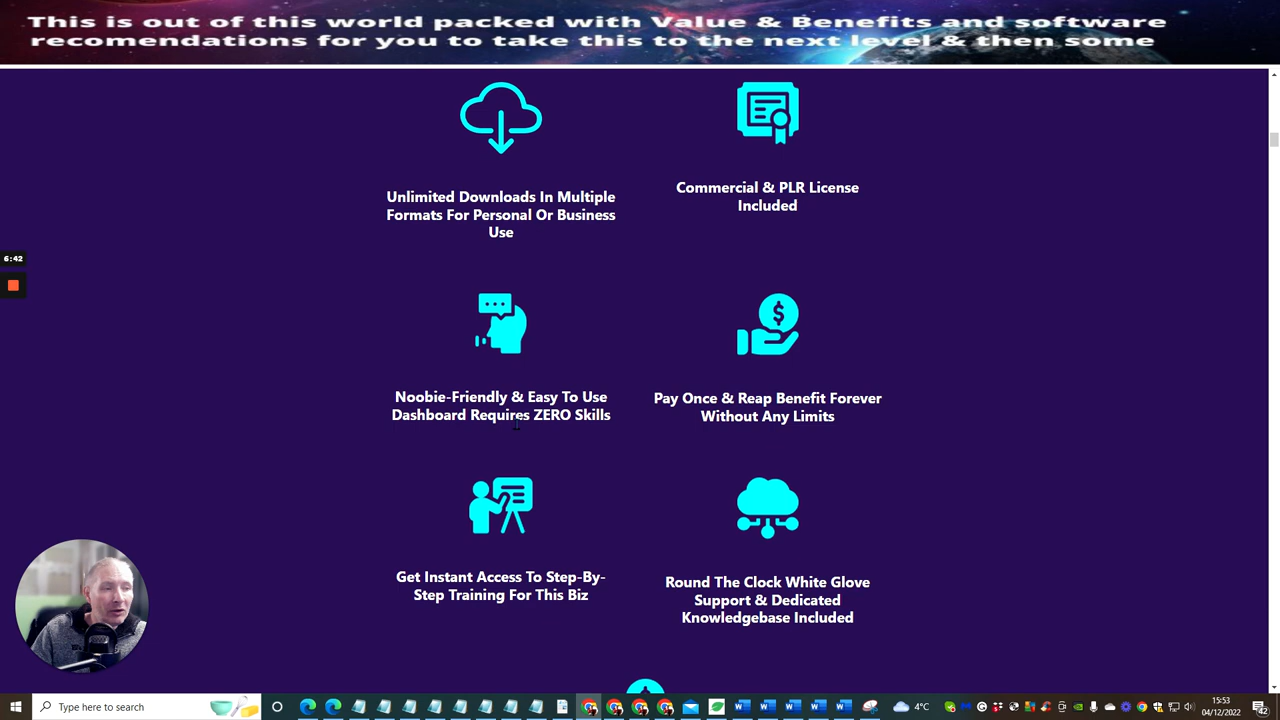 This is out of this world packed with Value & Benefits and software
recomendations for you to take this to the next level & then some
Unlimited Downloads In Multiple
Formats For Personal Or Business
Use
Commercial & PLR License
Included
6:42
Noobie-Friendly & Easy To Use
Dashboard Requires ZERO Skills
Pay Once & Reap Benefit Forever
Without Any Limits
Get Instant Access To Step-By-
Step Training For This Biz
Round The Clock White Glove
Support & Dedicated
Knowledgebase Included
Type here to search
4°C
15:53
04/12/2022